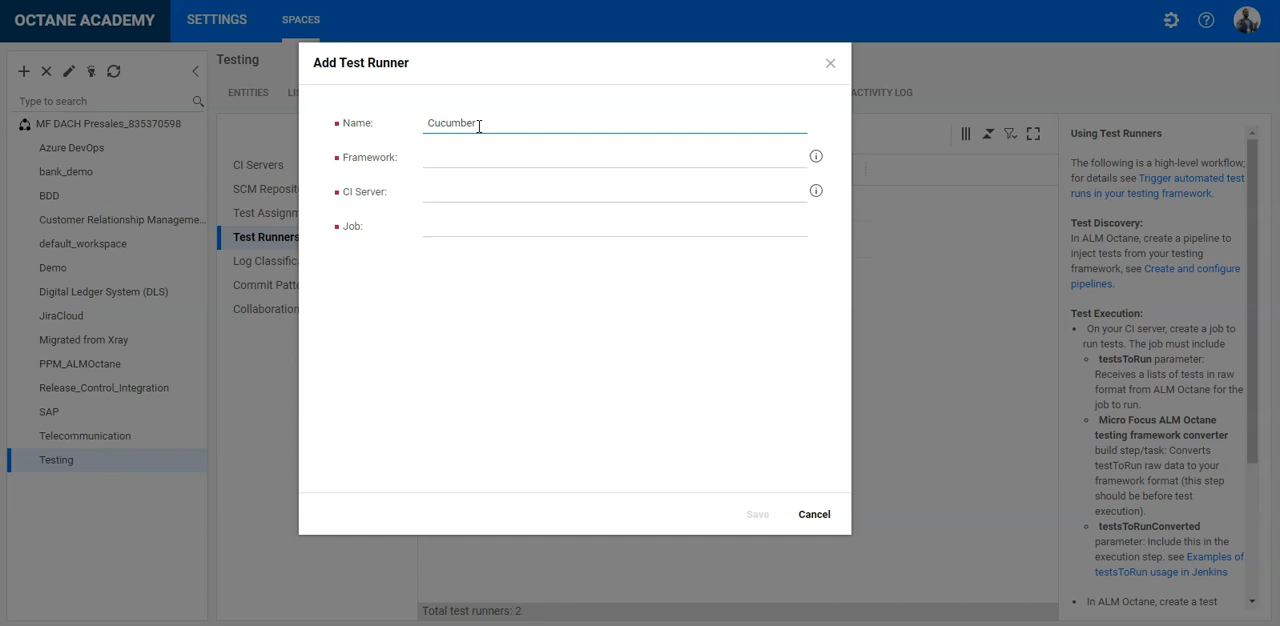 OCTANE ACADEMY
SETTINGS
SPACES
Type to search
MF DACH Presales_835370598
Azure DevOps
bank_demo
BDD
Customer Relationship Manageme...
default_workspace
Demo
Digital Ledger System (DLS)
JiraCloud
Migrated from Xray
PPM_ALMOctane
Release_Control_Integration
SAP
Telecommunication
Testing
Testing
ENTITIES
ACTIVITY LOG
CI Servers
SCM Reposit
Test Assignm
Test Runners
Log Classific
Commit Patte
Collaboration
Add Test Runner
Name:
Cucumber
Framework:
CI Server:
Job:
Save
Cancel
Total test runners: 2
Using Test Runners
The following is a high-level workflow;
for details see Trigger automated test
runs in your testing framework.
Test Discovery:
In ALM Octane, create a pipeline to
inject tests from your testing
framework, see Create and configure
pipelines.
Test Execution:
• On your CI server, create a job to
run tests. The job must include
testsToRun parameter:
Receives a lists of tests in raw
format from ALM Octane for the
job to run.
Micro Focus ALM Octane
testing framework converter
build step/task: Converts
testToRun raw data to your
framework format (this step
should be before test
execution).
testsToRunConverted
parameter: Include this in the
execution step. see Examples of
testsToRun usage in Jenkins
• In ALM Octane, create a test